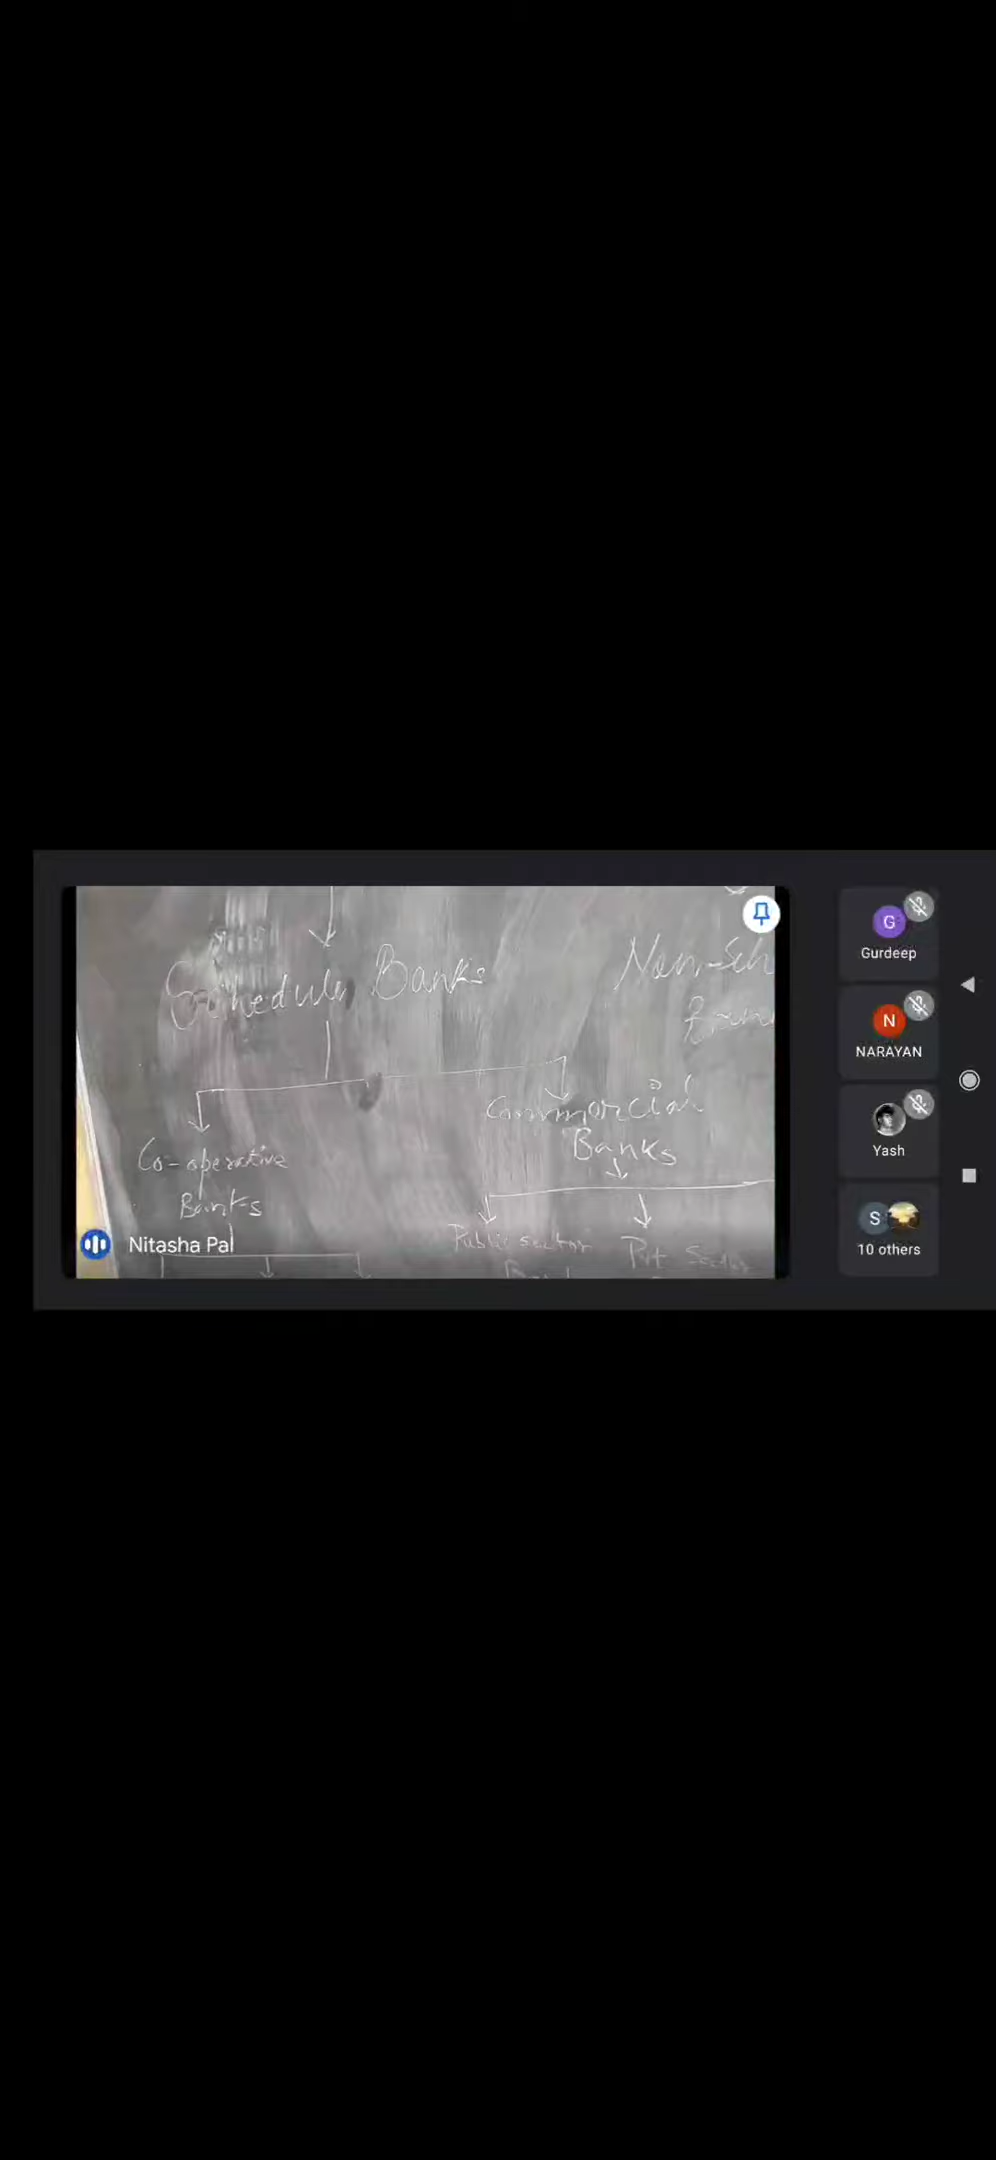 Schedule Banks
Non-Sch
Commercial
Banks
Co-operative
Banks
Public sector
Pvt Sector
Nitasha Pal
G
Gurdeep
N
NARAYAN
Yash
S
10 others